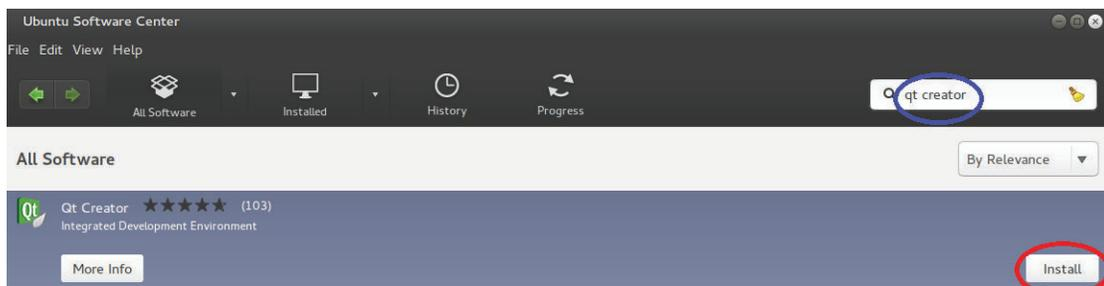 Ubuntu Software Center
File Edit View Help
All Software Installed History Progress
qt creator
All Software
By Relevance
Qt
Qt Creator (103)
Integrated Development Environment
More Info
Install